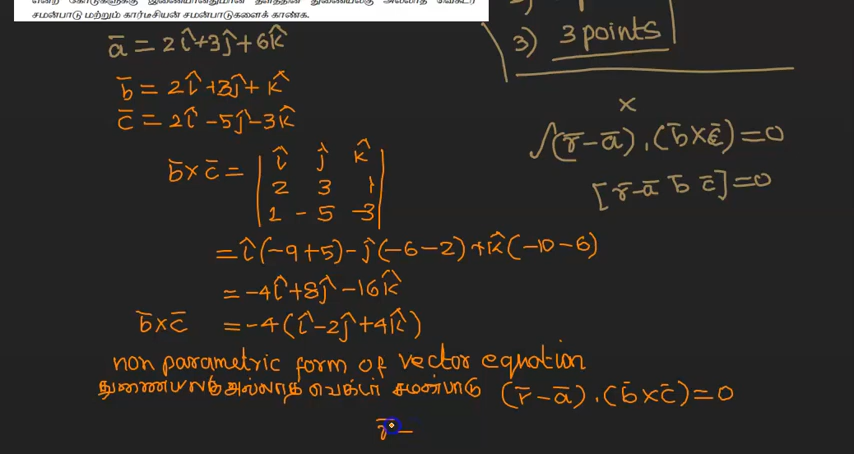 சமன்பாடு மற்றும் கார்டீசியன் சமன்பாடுகளைக் காண்க.
3) 3 points
a̅ = 2î+3ĵ+6k̂
b̅ = 2î+3ĵ+k̂
c̅ = 2î-5ĵ-3k̂
x
(r̅-a̅).(b̅×c̅)=0
[r̅-a̅ b̅ c̅]=0
b̅×c̅ = | î ĵ k̂ |
| 2 3 1 |
| 1 -5 -3 |
= î(-9+5)-ĵ(-6-2)+k̂(-10-6)
= -4î+8ĵ-16k̂
b̅×c̅ = -4(î-2ĵ+4k̂)
non parametric form of vector equation
துணையலகு அல்லாத வெக்டர் சமன்பாடு (r̅-a̅).(b̅×c̅)=0